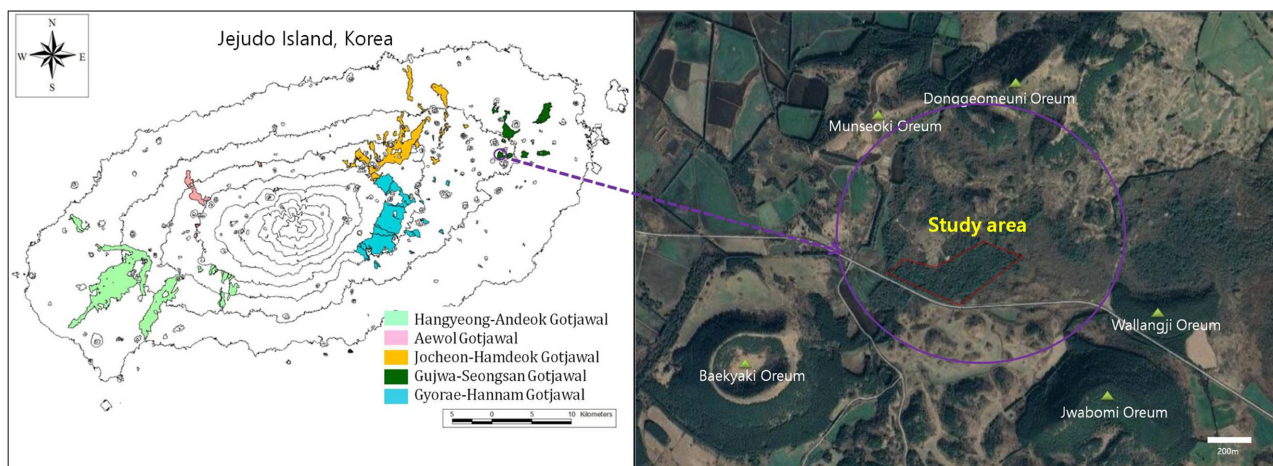 Jejudo Island, Korea
N
W
E
S
Hangyeong-Andeok Gotjawal
Aewol Gotjawal
Jocheon-Hamdeok Gotjawal
Gujwa-Seongsan Gotjawal
Gyorae-Hannam Gotjawal
5 0 5 10 Kilometers
Donggeomeuni Oreum
Munseoki Oreum
Study area
Wallangji Oreum
Baekyaki Oreum
Jwabomi Oreum
200m